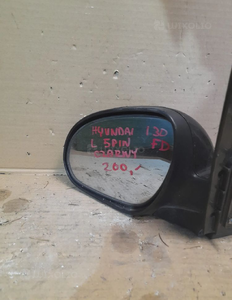 HYUNDAI I30
L 5PIN FD
CZARNY
200,-